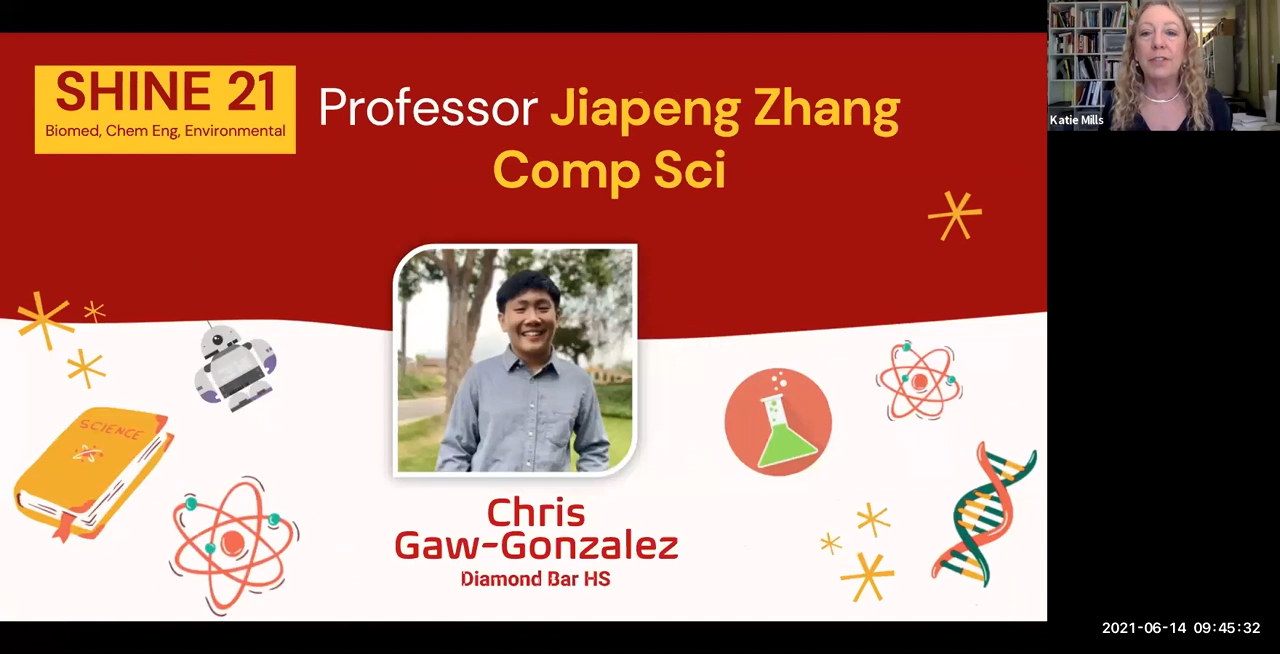 SHINE 21
Biomed, Chem Eng, Environmental
Professor Jiapeng Zhang
Comp Sci
Katie Mills
SCIENCE
Chris
Gaw-Gonzalez
Diamond Bar HS
2021-06-14 09:45:32